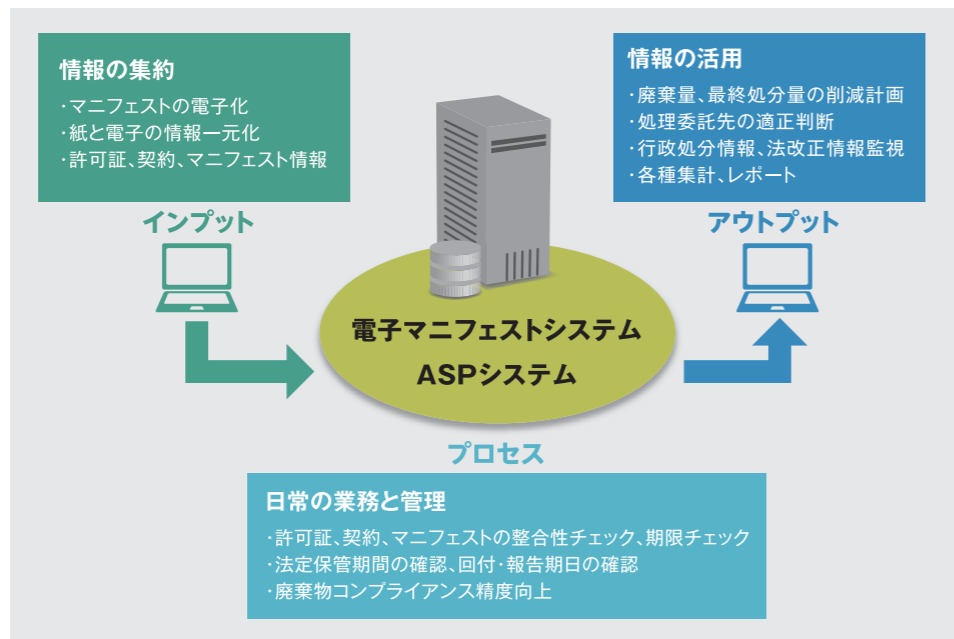 情報の集約
・マニフェストの電子化
・紙と電子の情報一元化
・許可証、契約、マニフェスト情報
インプット
情報の活用
・廃棄量、最終処分量の削減計画
・処理委託先の適正判断
・行政処分情報、法改正情報監視
・各種集計、レポート
アウトプット
電子マニフェストシステム
ASPシステム
プロセス
日常の業務と管理
・許可証、契約、マニフェストの整合性チェック、期限チェック
・法定保管期間の確認、回付・報告期日の確認
・廃棄物コンプライアンス精度向上